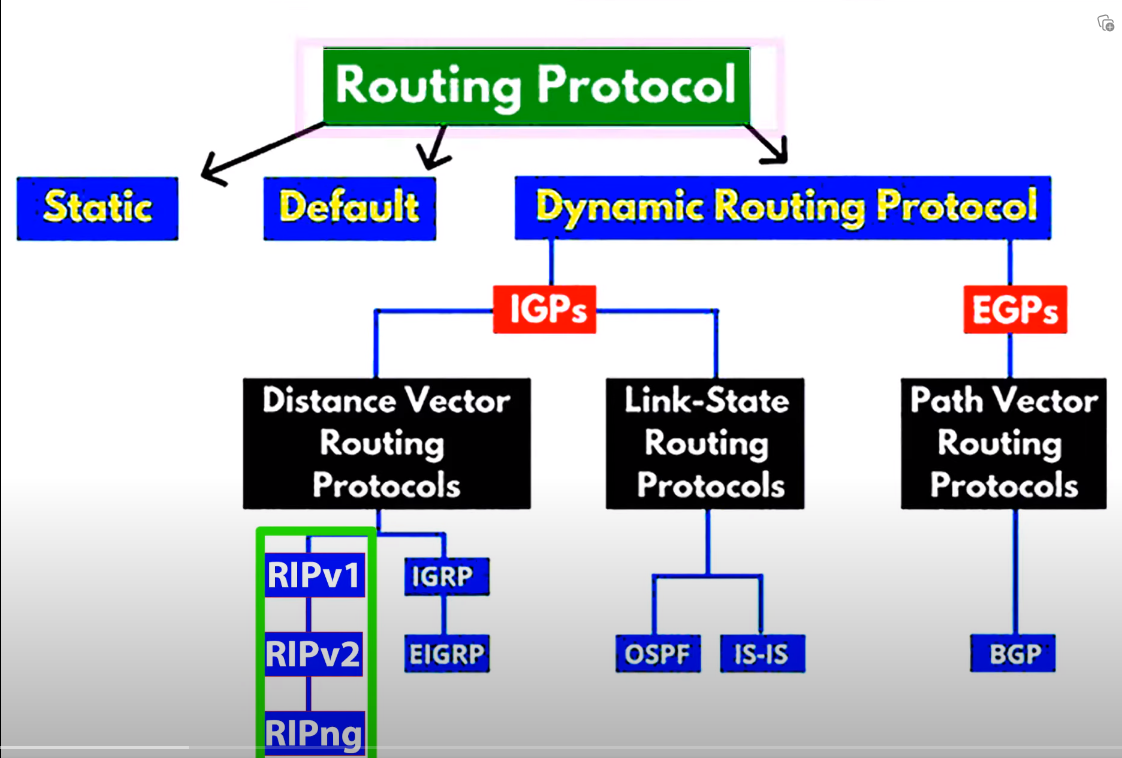 Routing Protocol
Static
Default
Dynamic Routing Protocol
IGPs
EGPs
Distance Vector
Routing
Protocols
Link-State
Routing
Protocols
Path Vector
Routing
Protocols
RIPv1
IGRP
RIPv2
EIGRP
OSPF
IS-IS
BGP
RIPng